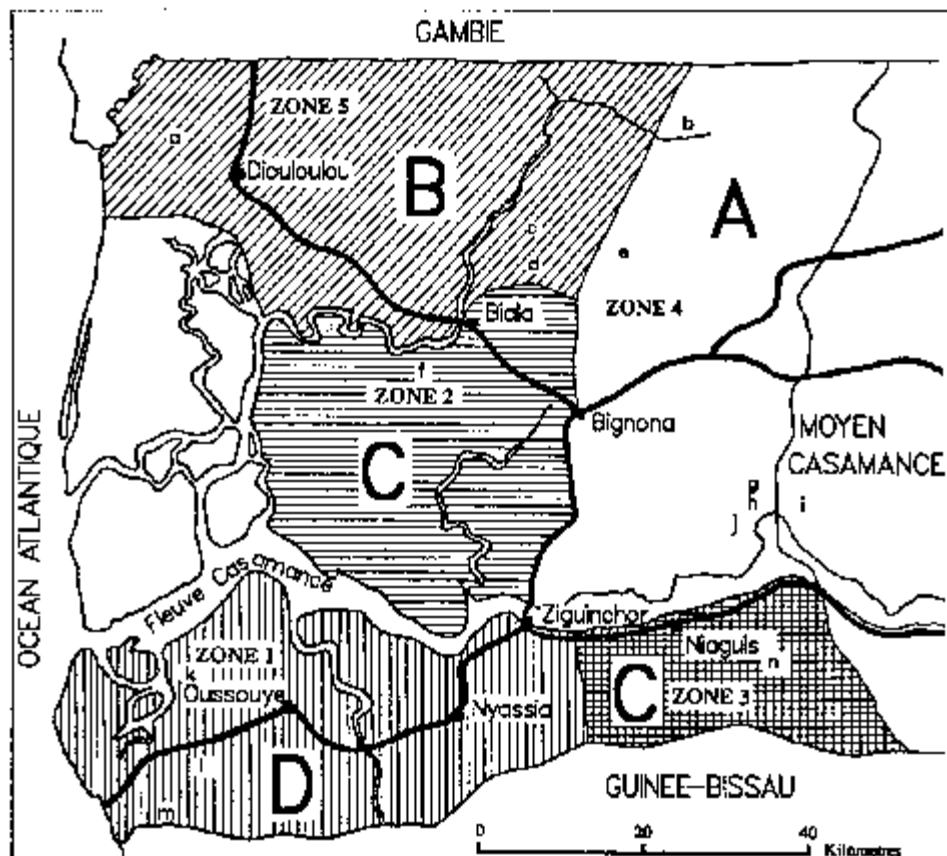 GAMBIE
ZONE 5
a
b
Diouloulou
B
A
c
d
e
ZONE 4
Biala
f
ZONE 2
Bignona
C
MOYEN
CASAMANCE
g
h
i
j
OCEAN ATLANTIQUE
Fleuve Casamance
Ziguinchor
ZONE 1
k
Oussouye
Niaguis
n
C
ZONE 3
Nyassia
D
m
GUINEE-BISSAU
0 20 40
Kilometres